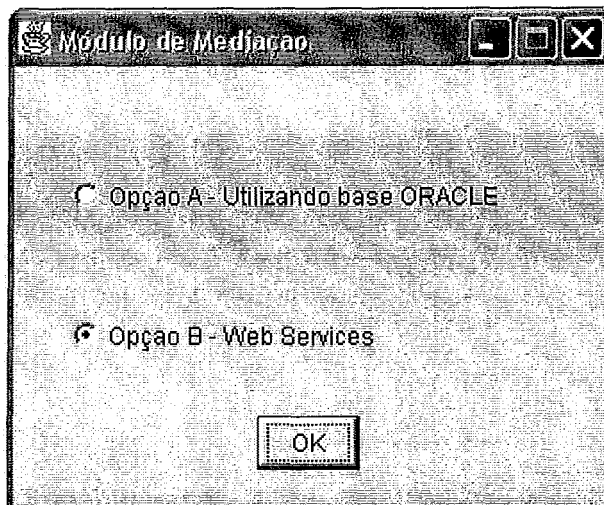 Módulo de Mediaçao
Opçao A - Utilizando base ORACLE
Opçao B - Web Services
OK